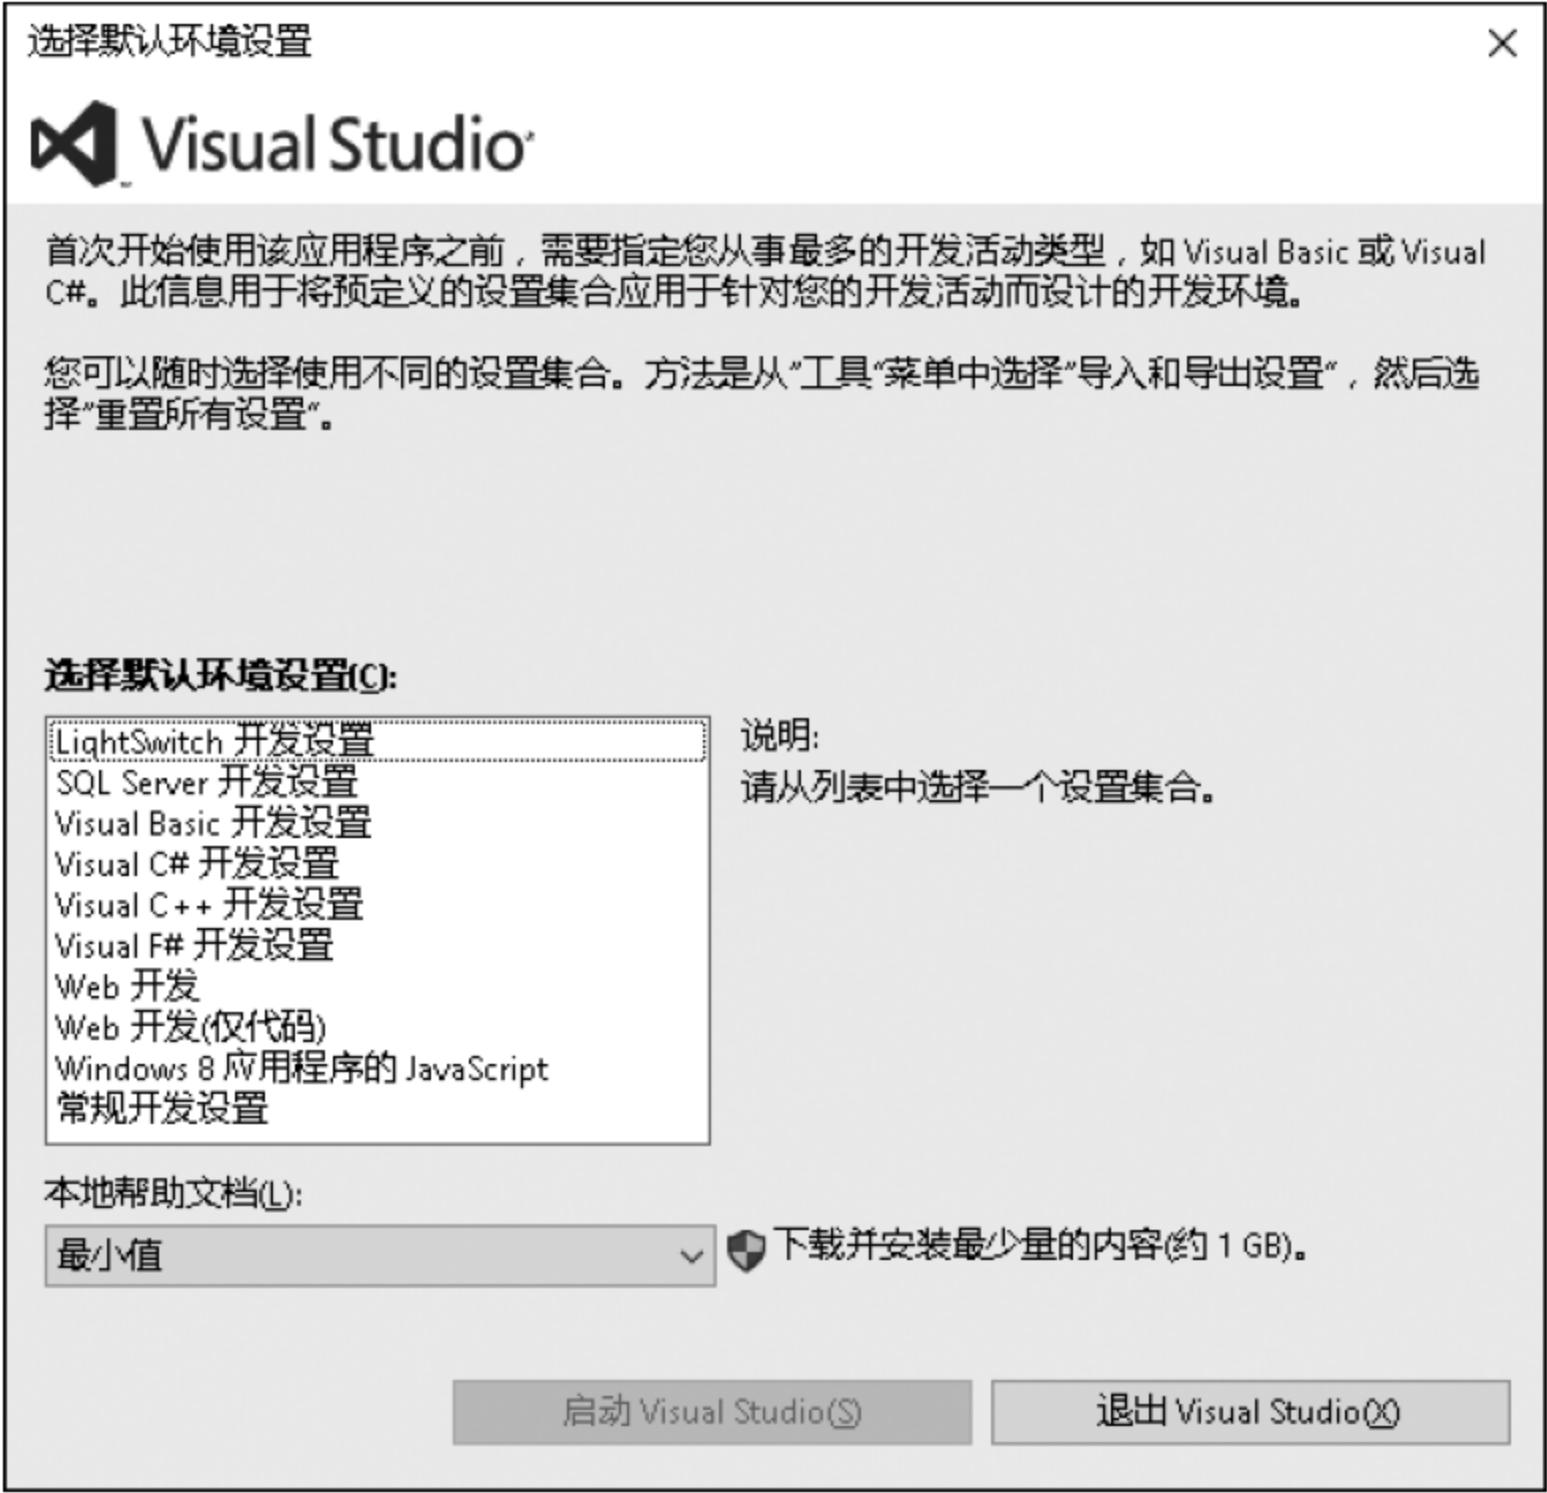 选择默认环境设置
Visual Studio
首次开始使用该应用程序之前，需要指定您从事最多的开发活动类型，如 Visual Basic 或 Visual
C#。此信息用于将预定义的设置集合应用于针对您的开发活动而设计的开发环境。
您可以随时选择使用不同的设置集合。方法是从"工具"菜单中选择"导入和导出设置"，然后选
择"重置所有设置"。
选择默认环境设置(C):
LightSwitch 开发设置
SQL Server 开发设置
Visual Basic 开发设置
Visual C# 开发设置
Visual C++ 开发设置
Visual F# 开发设置
Web 开发
Web 开发(仅代码)
Windows 8 应用程序的 JavaScript
常规开发设置
说明:
请从列表中选择一个设置集合。
本地帮助文档(L):
最小值
下载并安装最少量的内容(约 1 GB)。
启动 Visual Studio(S)
退出 Visual Studio(X)